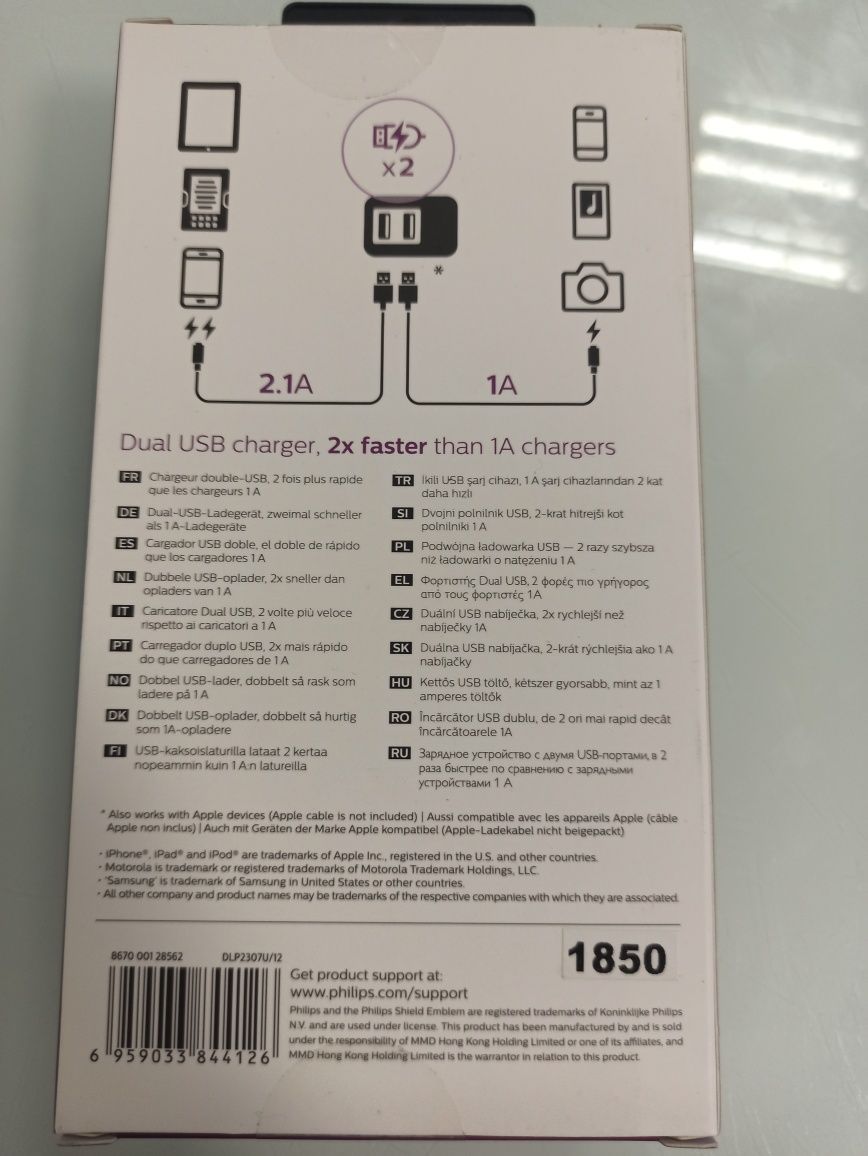 x2
*
2.1A
1A
Dual USB charger, 2x faster than 1A chargers
FR Chargeur double-USB, 2 fois plus rapide
que les chargeurs 1 A
DE Dual-USB-Ladegerät, zweimal schneller
als 1 A-Ladegeräte
ES Cargador USB doble, el doble de rápido
que los cargadores 1 A
NL Dubbele USB-oplader, 2x sneller dan
opladers van 1 A
IT Caricatore Dual USB, 2 volte più veloce
rispetto ai caricatori a 1 A
PT Carregador duplo USB, 2x mais rápido
do que carregadores de 1 A
NO Dobbel USB-lader, dobbelt så rask som
ladere på 1 A
DK Dobbelt USB-oplader, dobbelt så hurtig
som 1A-opladere
FI USB-kaksoislaturilla lataat 2 kertaa
nopeammin kuin 1 A:n latureilla
TR İkili USB şarj cihazı, 1 A şarj cihazlarından 2 kat
daha hızlı
SI Dvojni polnilnik USB, 2-krat hitrejši kot
polnilniki 1 A
PL Podwójna ładowarka USB — 2 razy szybsza
niż ładowarki o natężeniu 1 A
EL Φορτιστής Dual USB, 2 φορές πιο γρήγορος
από τους φορτιστές 1A
CZ Duální USB nabíječka, 2x rychlejší než
nabíječky 1A
SK Duálna USB nabíjačka, 2-krát rýchlejšia ako 1 A
nabíjačky
HU Kettős USB töltő, kétszer gyorsabb, mint az 1
amperes töltők
RO Încărcător USB dublu, de 2 ori mai rapid decât
încărcătoarele 1A
RU Зарядное устройство с двумя USB-портами, в 2
раза быстрее по сравнению с зарядными
устройствами 1 А
* Also works with Apple devices (Apple cable is not included) | Aussi compatible avec les appareils Apple (câble
Apple non inclus) | Auch mit Geräten der Marke Apple kompatibel (Apple-Ladekabel nicht beigepackt)
• iPhone®, iPad® and iPod® are trademarks of Apple Inc., registered in the U.S. and other countries.
• Motorola is trademark or registered trademarks of Motorola Trademark Holdings, LLC.
• 'Samsung' is trademark of Samsung in United States or other countries.
• All other company and product names may be trademarks of the respective companies with which they are associated.
8670 001 28562 DLP2307U/12
6 959033 844126
1850
Get product support at:
www.philips.com/support
Philips and the Philips Shield Emblem are registered trademarks of Koninklijke Philips
N.V. and are used under license. This product has been manufactured by and is sold
under the responsibility of MMD Hong Kong Holding Limited or one of its affiliates, and
MMD Hong Kong Holding Limited is the warrantor in relation to this product.